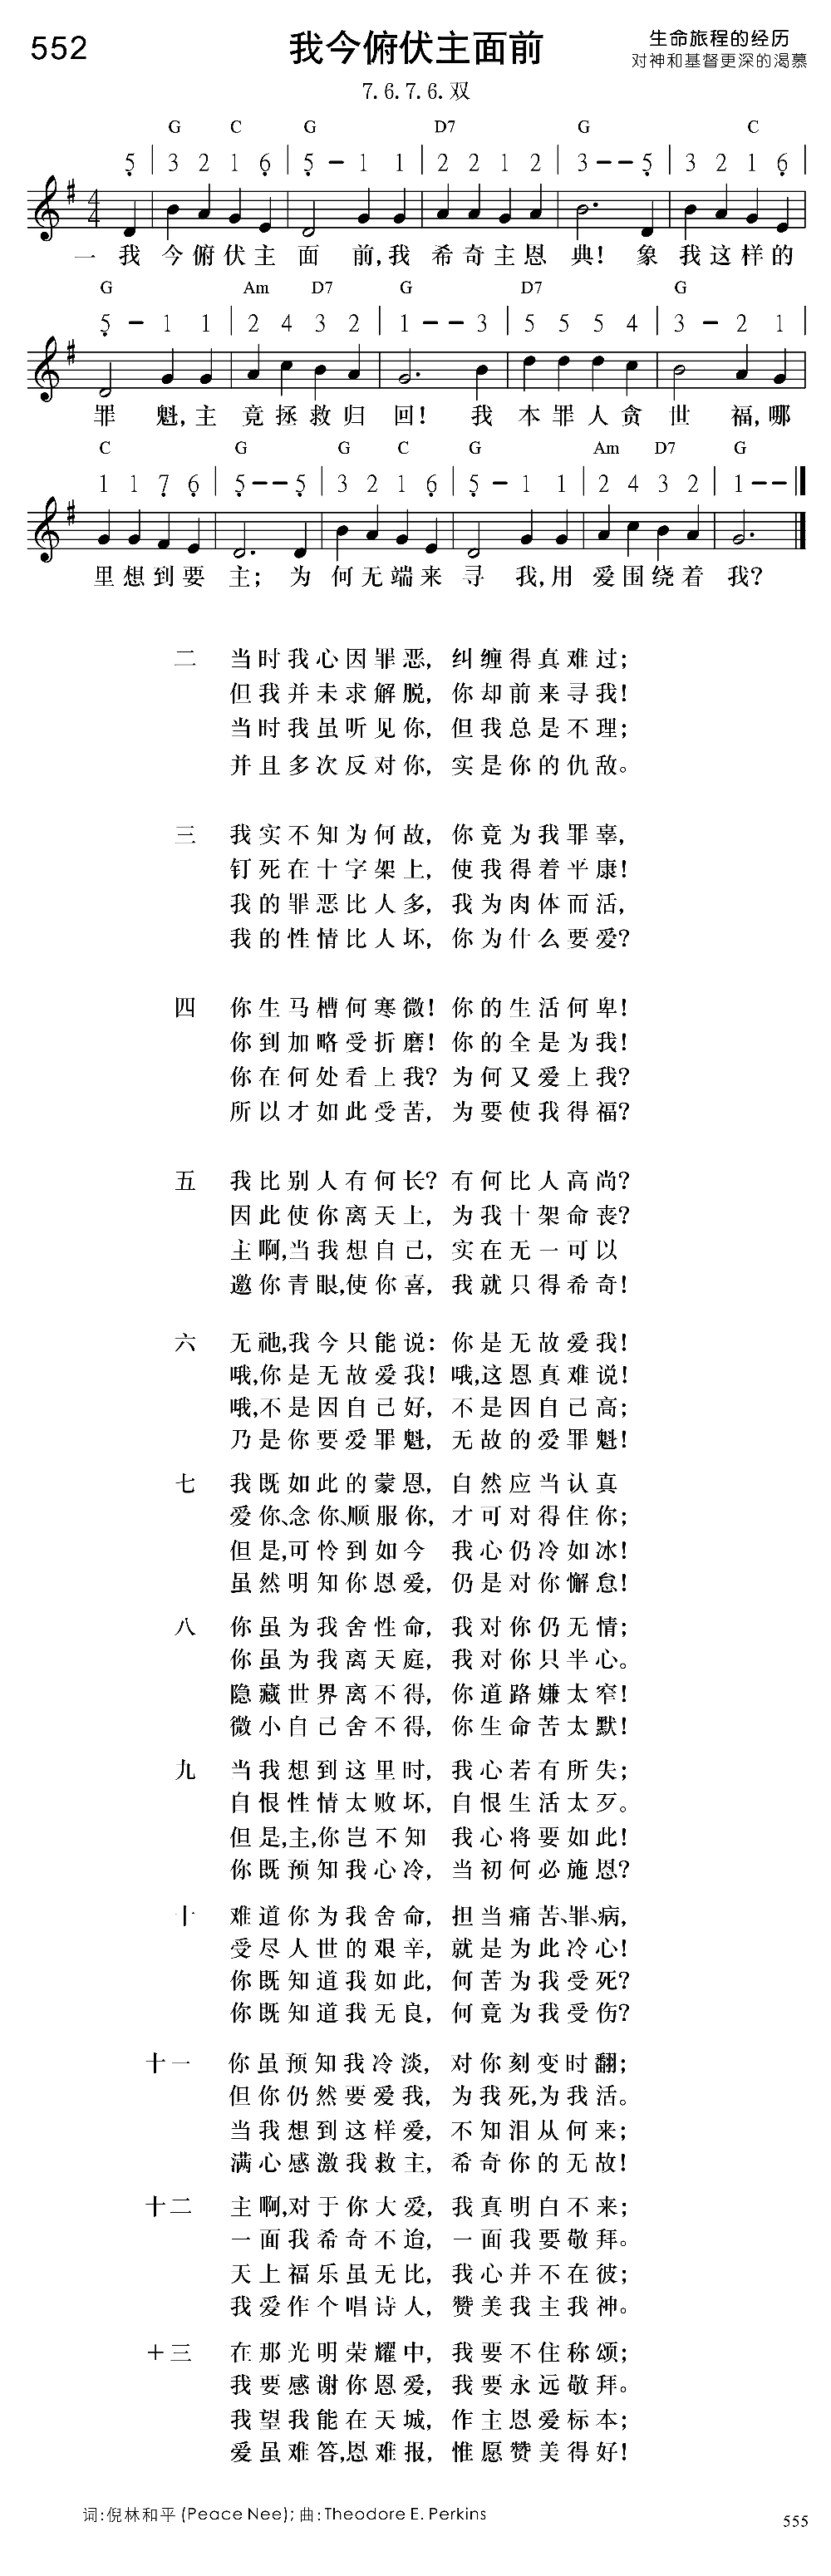 552 我今俯伏主面前 生命旅程的经历
对神和基督更深的渴慕
7.6.7.6.双
G C G D7 G C
5 | 3 2 1 6 | 5 - 1 1 | 2 2 1 2 | 3 - - 5 | 3 2 1 6 |
4
4
一 我 今俯伏主 面 前,我 希奇主恩 典! 象 我这样的
G Am D7 G D7 G
5 - 1 1 | 2 4 3 2 | 1 - - 3 | 5 5 5 4 | 3 - 2 1 |
罪 魁,主 竟拯救归 回! 我 本罪人贪 世 福,哪
C G G C G Am D7 G
1 1 7 6 | 5 - - 5 | 3 2 1 6 | 5 - 1 1 | 2 4 3 2 | 1 - - ‖
里想到要 主; 为 何无端来 寻 我,用 爱围绕着 我?
二 当时我心因罪恶, 纠缠得真难过;
但我并未求解脱, 你却前来寻我!
当时我虽听见你, 但我总是不理;
并且多次反对你, 实是你的仇敌。
三 我实不知为何故, 你竟为我罪辜,
钉死在十字架上, 使我得着平康!
我的罪恶比人多, 我为肉体而活,
我的性情比人坏, 你为什么要爱?
四 你生马槽何寒微! 你的生活何卑!
你到加略受折磨! 你的全是为我!
你在何处看上我? 为何又爱上我?
所以才如此受苦, 为要使我得福?
五 我比别人有何长? 有何比人高尚?
因此使你离天上, 为我十架命丧?
主啊,当我想自己, 实在无一可以
邀你青眼,使你喜, 我就只得希奇!
六 无祂,我今只能说: 你是无故爱我!
哦,你是无故爱我! 哦,这恩真难说!
哦,不是因自己好, 不是因自己高;
乃是你要爱罪魁, 无故的爱罪魁!
七 我既如此的蒙恩, 自然应当认真
爱你、念你、顺服你, 才可对得住你;
但是,可怜到如今 我心仍冷如冰!
虽然明知你恩爱, 仍是对你懈怠!
八 你虽为我舍性命, 我对你仍无情;
你虽为我离天庭, 我对你只半心。
隐藏世界离不得, 你道路嫌太窄!
微小自己舍不得, 你生命苦太默!
九 当我想到这里时, 我心若有所失;
自恨性情太败坏, 自恨生活太歹。
但是,主,你岂不知 我心将要如此!
你既预知我心冷, 当初何必施恩?
十 难道你为我舍命, 担当痛苦、罪、病,
受尽人世的艰辛, 就是为此冷心!
你既知道我如此, 何苦为我受死?
你既知道我无良, 何竟为我受伤?
十一 你虽预知我冷淡, 对你刻变时翻;
但你仍然要爱我, 为我死,为我活。
当我想到这样爱, 不知泪从何来;
满心感激我救主, 希奇你的无故!
十二 主啊,对于你大爱, 我真明白不来;
一面我希奇不迨, 一面我要敬拜。
天上福乐虽无比, 我心并不在彼;
我爱作个唱诗人, 赞美我主我神。
十三 在那光明荣耀中, 我要不住称颂;
我要感谢你恩爱, 我要永远敬拜。
我望我能在天城, 作主恩爱标本;
爱虽难答,恩难报, 惟愿赞美得好!
词:倪林和平 (Peace Nee); 曲: Theodore E. Perkins
555